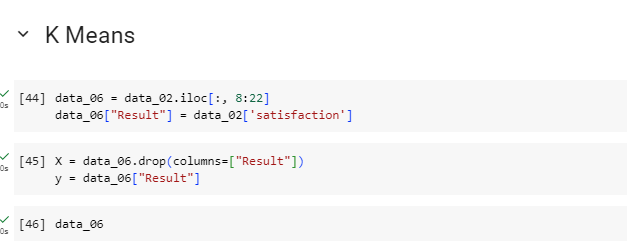 K Means
0s
[44] data_06 = data_02.iloc[:, 8:22]
data_06["Result"] = data_02['satisfaction']
0s
[45] X = data_06.drop(columns=["Result"])
y = data_06["Result"]
0s
[46] data_06